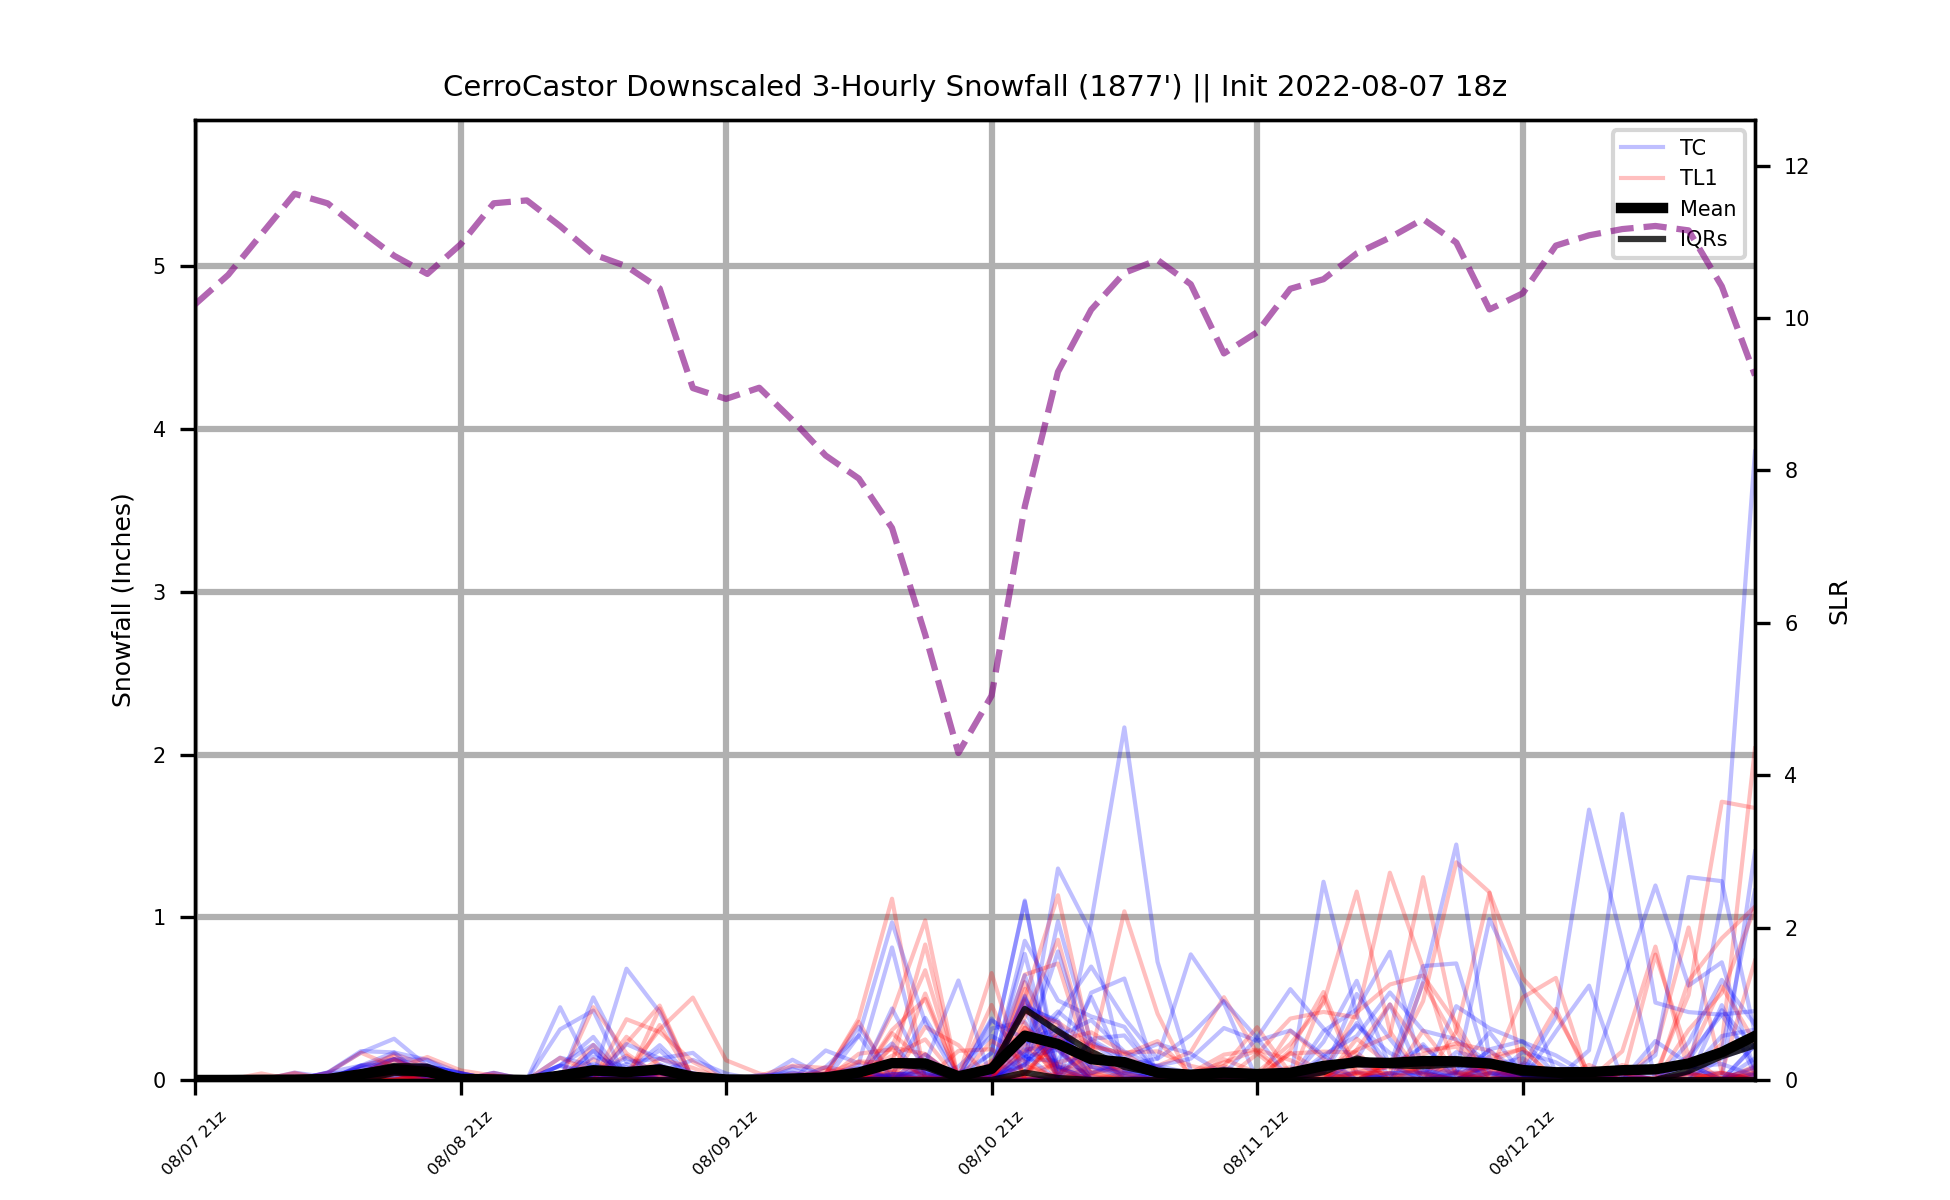 CerroCastor Downscaled 3-Hourly Snowfall (1877') || Init 2022-08-07 18z
TC
TL1
Mean
IQRs
Snowfall (Inches)
5
4
3
2
1
0
12
10
8
6
4
2
0
SLR
08/07 21z
08/08 21z
08/09 21z
08/10 21z
08/11 21z
08/12 21z